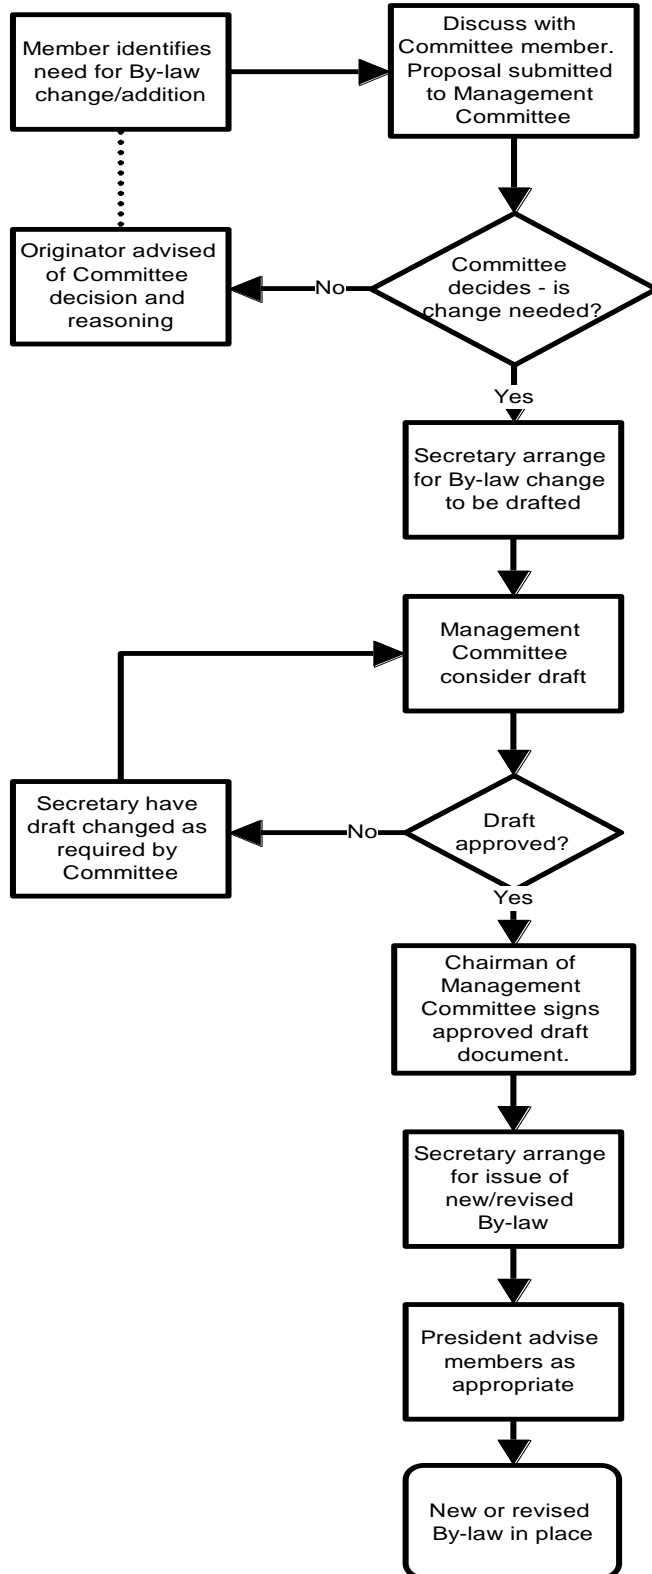 Member identifies
need for By-law
change/addition
Discuss with
Committee member.
Proposal submitted
to Management
Committee
Originator advised
of Committee
decision and
reasoning
No
Committee
decides - is
change needed?
Yes
Secretary arrange
for By-law change
to be drafted
Management
Committee
consider draft
Secretary have
draft changed as
required by
Committee
No
Draft
approved?
Yes
Chairman of
Management
Committee signs
approved draft
document.
Secretary arrange
for issue of
new/revised
By-law
President advise
members as
appropriate
New or revised
By-law in place